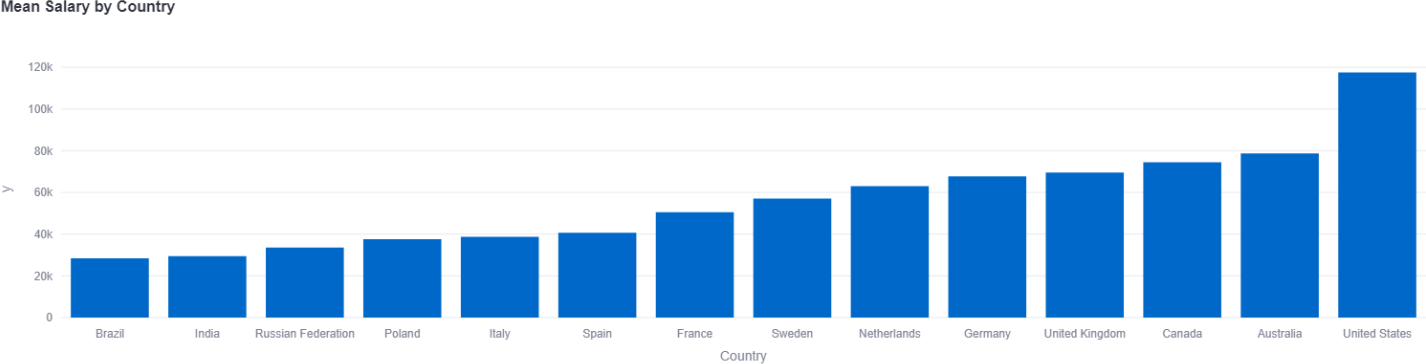 Mean Salary by Country
120k
100k
80k
60k
40k
20k
0
y
Brazil India Russian Federation Poland Italy Spain France Sweden Netherlands Germany United Kingdom Canada Australia United States
Country